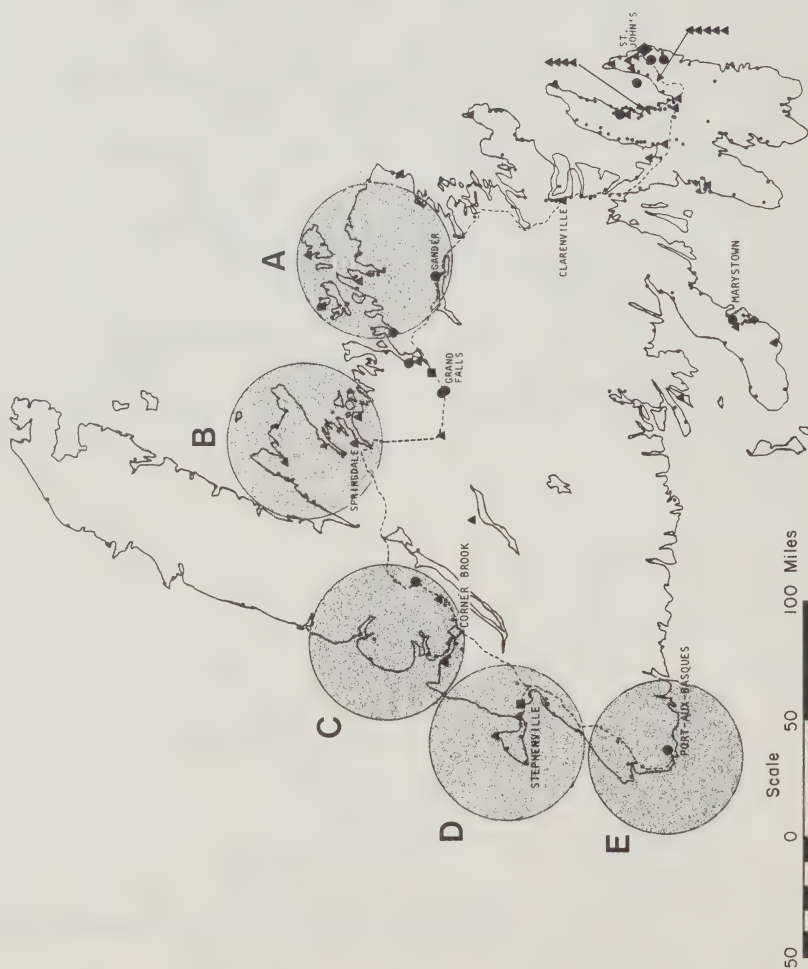 A
B
C
D
E
ST.
JOHN'S
CLARENVILLE
MARYSTOWN
GANDER
GRAND
FALLS
SPRINGDALE
CORNER BROOK
STEPHENVILLE
PORT-AUX-BASQUES
Scale
50 0 50 100 Miles